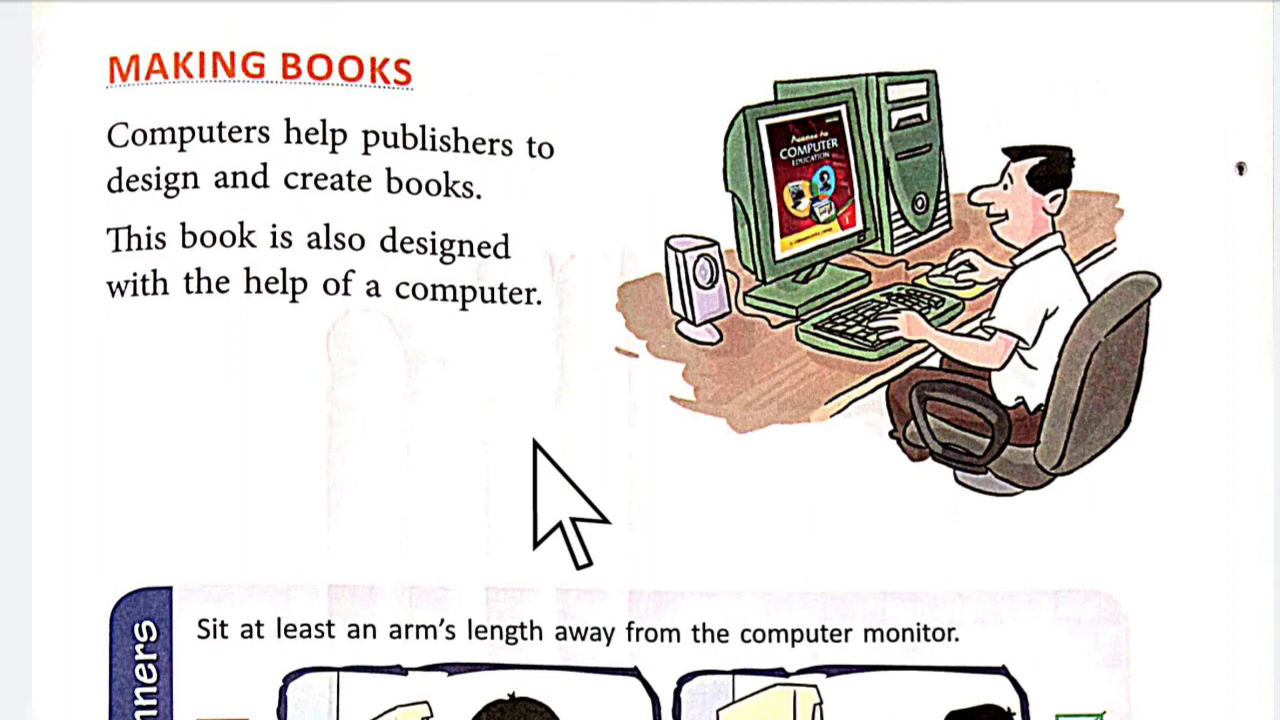 MAKING BOOKS
Computers help publishers to
design and create books.
This book is also designed
with the help of a computer.
COMPUTER
EDUCATION
Sit at least an arm's length away from the computer monitor.